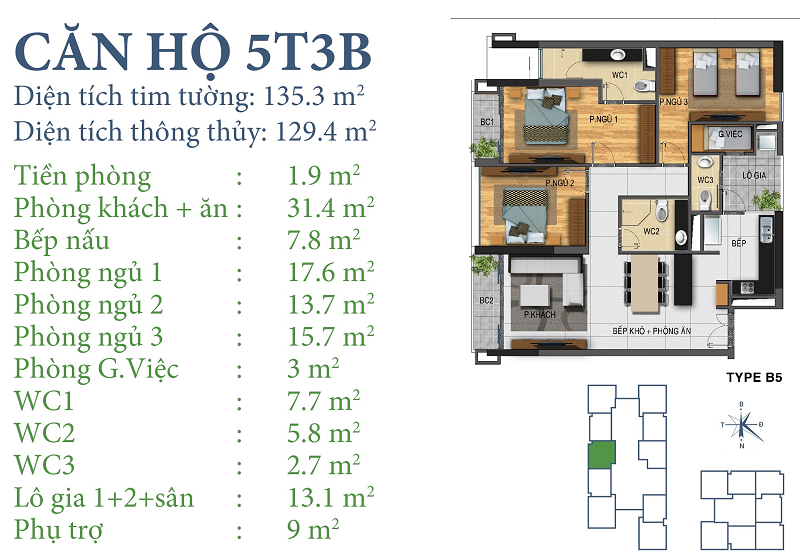 CĂN HỘ 5T3B
Diện tích tim tường: 135.3 m²
Diện tích thông thủy: 129.4 m²
Tiền phòng : 1.9 m²
Phòng khách + ăn : 31.4 m²
Bếp nấu : 7.8 m²
Phòng ngủ 1 : 17.6 m²
Phòng ngủ 2 : 13.7 m²
Phòng ngủ 3 : 15.7 m²
Phòng G.Việc : 3 m²
WC1 : 7.7 m²
WC2 : 5.8 m²
WC3 : 2.7 m²
Lô gia 1+2+sân : 13.1 m²
Phụ trợ : 9 m²
WC1
P.NGỦ 3
BC1
P.NGỦ 1
G.VIỆC
P.NGỦ 2
WC3
LÔ GIA
WC2
BẾP
BC2
P.KHÁCH
BẾP KHÔ + PHÒNG ĂN
TYPE B5
B
T
Đ
N